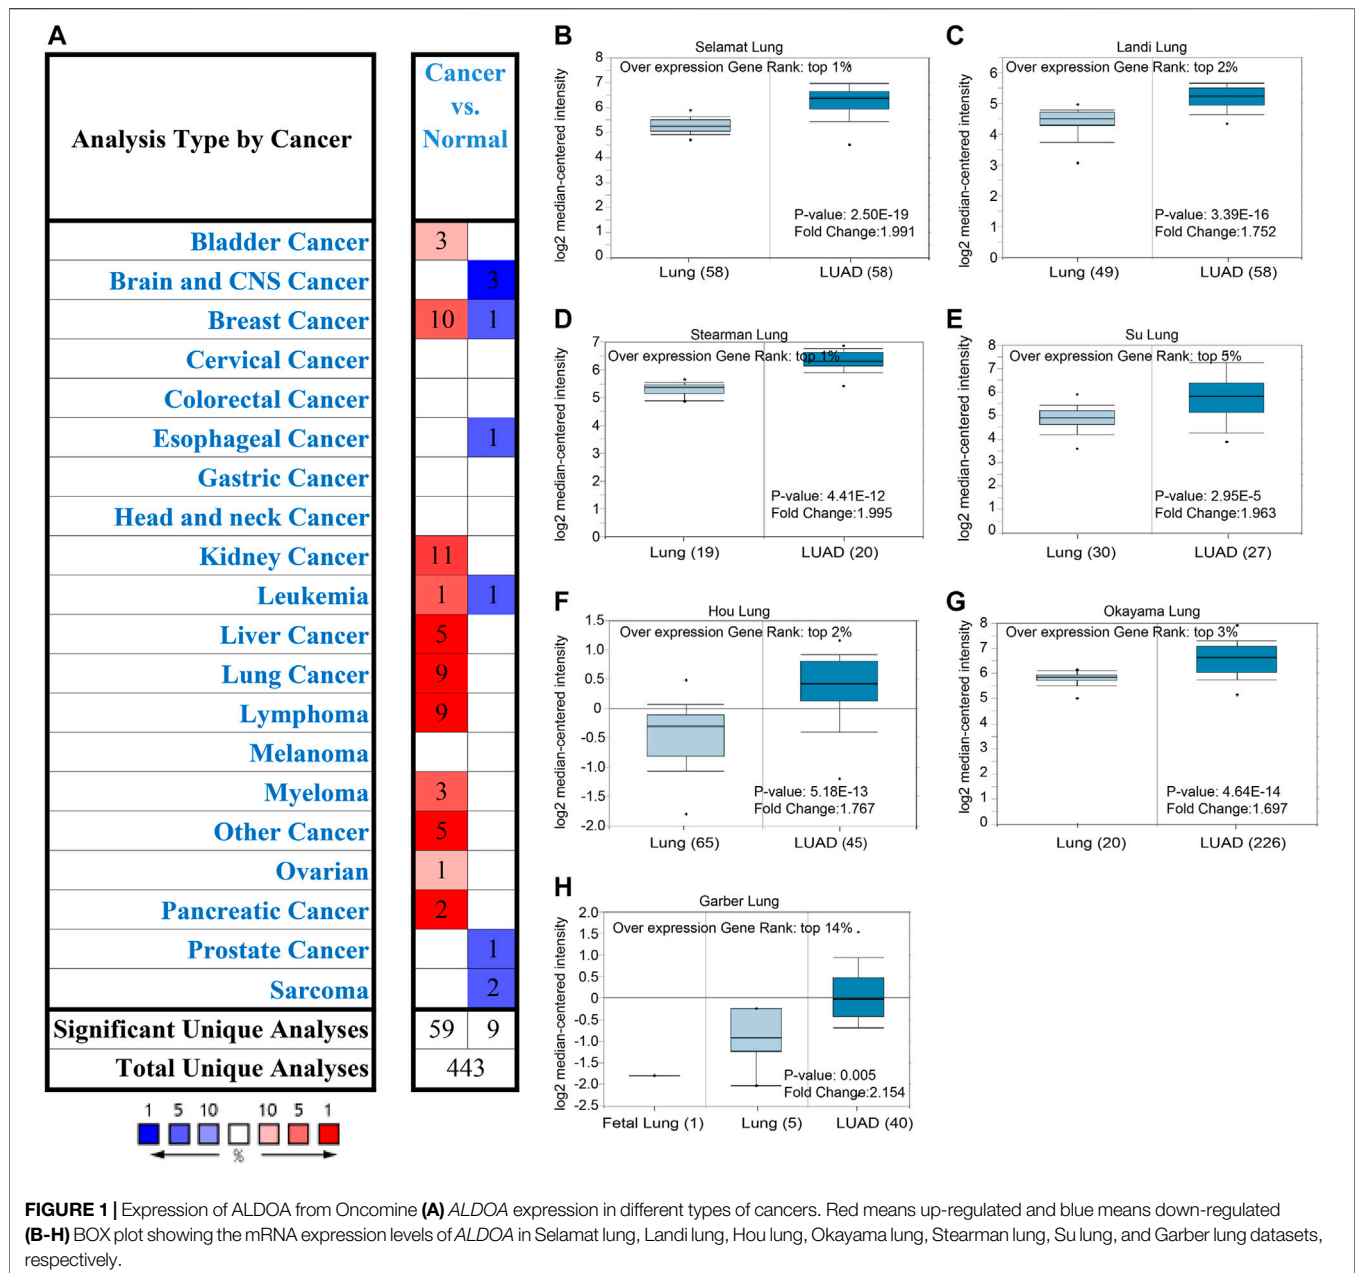 A
Analysis Type by Cancer
Cancer
vs.
Normal
Bladder Cancer 3
Brain and CNS Cancer 3
Breast Cancer 10 1
Cervical Cancer
Colorectal Cancer
Esophageal Cancer 1
Gastric Cancer
Head and neck Cancer
Kidney Cancer 11
Leukemia 1 1
Liver Cancer 5
Lung Cancer 9
Lymphoma 9
Melanoma
Myeloma 3
Other Cancer 5
Ovarian 1
Pancreatic Cancer 2
Prostate Cancer 1
Sarcoma 2
Significant Unique Analyses 59 9
Total Unique Analyses 443
1 5 10 10 5 1
%
B
Selamat Lung
Over expression Gene Rank: top 1%
log2 median-centered intensity
8
7
6
5
4
3
2
1
0
P-value: 2.50E-19
Fold Change:1.991
Lung (58) LUAD (58)
C
Landi Lung
Over expression Gene Rank: top 2%
log2 median-centered intensity
6
5
4
3
2
1
0
P-value: 3.39E-16
Fold Change:1.752
Lung (49) LUAD (58)
D
Stearman Lung
Over expression Gene Rank: top 1%
log2 median-centered intensity
7
6
5
4
3
2
1
0
P-value: 4.41E-12
Fold Change:1.995
Lung (19) LUAD (20)
E
Su Lung
Over expression Gene Rank: top 5%
log2 median-centered intensity
8
7
6
5
4
3
2
1
0
P-value: 2.95E-5
Fold Change:1.963
Lung (30) LUAD (27)
F
Hou Lung
Over expression Gene Rank: top 2%
log2 median-centered intensity
1.5
1.0
0.5
0
-0.5
-1.0
-1.5
-2.0
P-value: 5.18E-13
Fold Change:1.767
Lung (65) LUAD (45)
G
Okayama Lung
Over expression Gene Rank: top 3%
log2 median-centered intensity
8
7
6
5
4
3
2
1
0
P-value: 4.64E-14
Fold Change:1.697
Lung (20) LUAD (226)
H
Garber Lung
Over expression Gene Rank: top 14%
log2 median-centered intensity
2.0
1.5
1.0
0.5
0
-0.5
-1.0
-1.5
-2.0
-2.5
P-value: 0.005
Fold Change:2.154
Fetal Lung (1) Lung (5) LUAD (40)
FIGURE 1 | Expression of ALDOA from Oncomine (A) ALDOA expression in different types of cancers. Red means up-regulated and blue means down-regulated
(B-H) BOX plot showing the mRNA expression levels of ALDOA in Selamat lung, Landi lung, Hou lung, Okayama lung, Stearman lung, Su lung, and Garber lung datasets,
respectively.